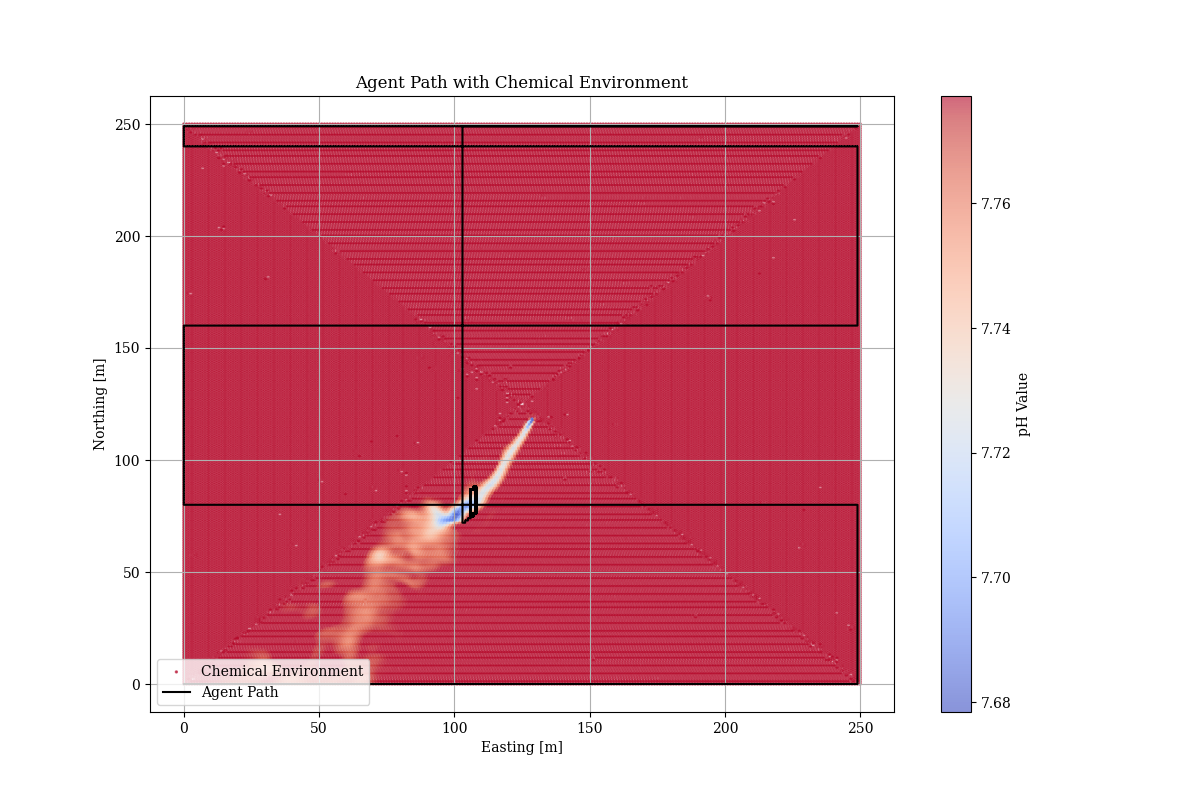 Agent Path with Chemical Environment
250
200
150
100
50
0
Northing [m]
Chemical Environment
Agent Path
0 50 100 150 200 250
Easting [m]
7.76
7.74
7.72
7.70
7.68
pH Value